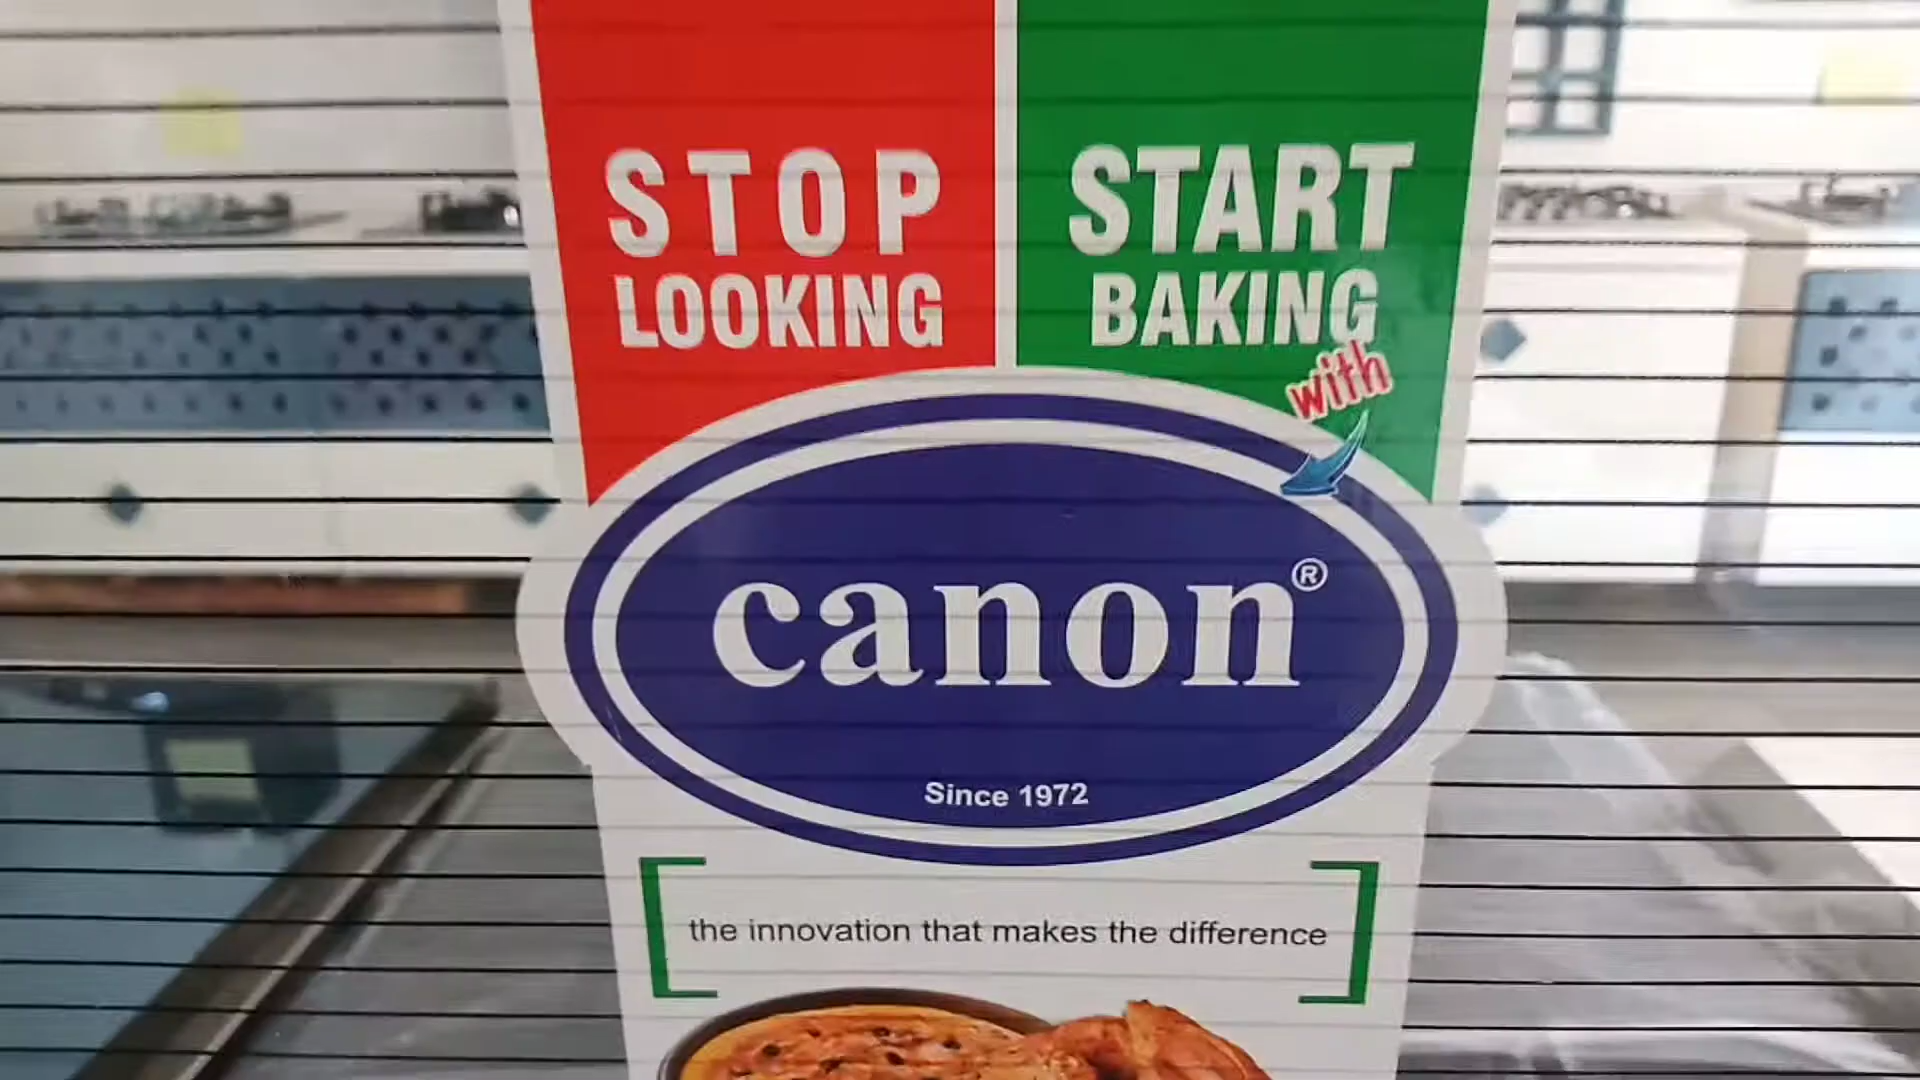 STOP
LOOKING
START
BAKING
with
canon®
Since 1972
the innovation that makes the difference